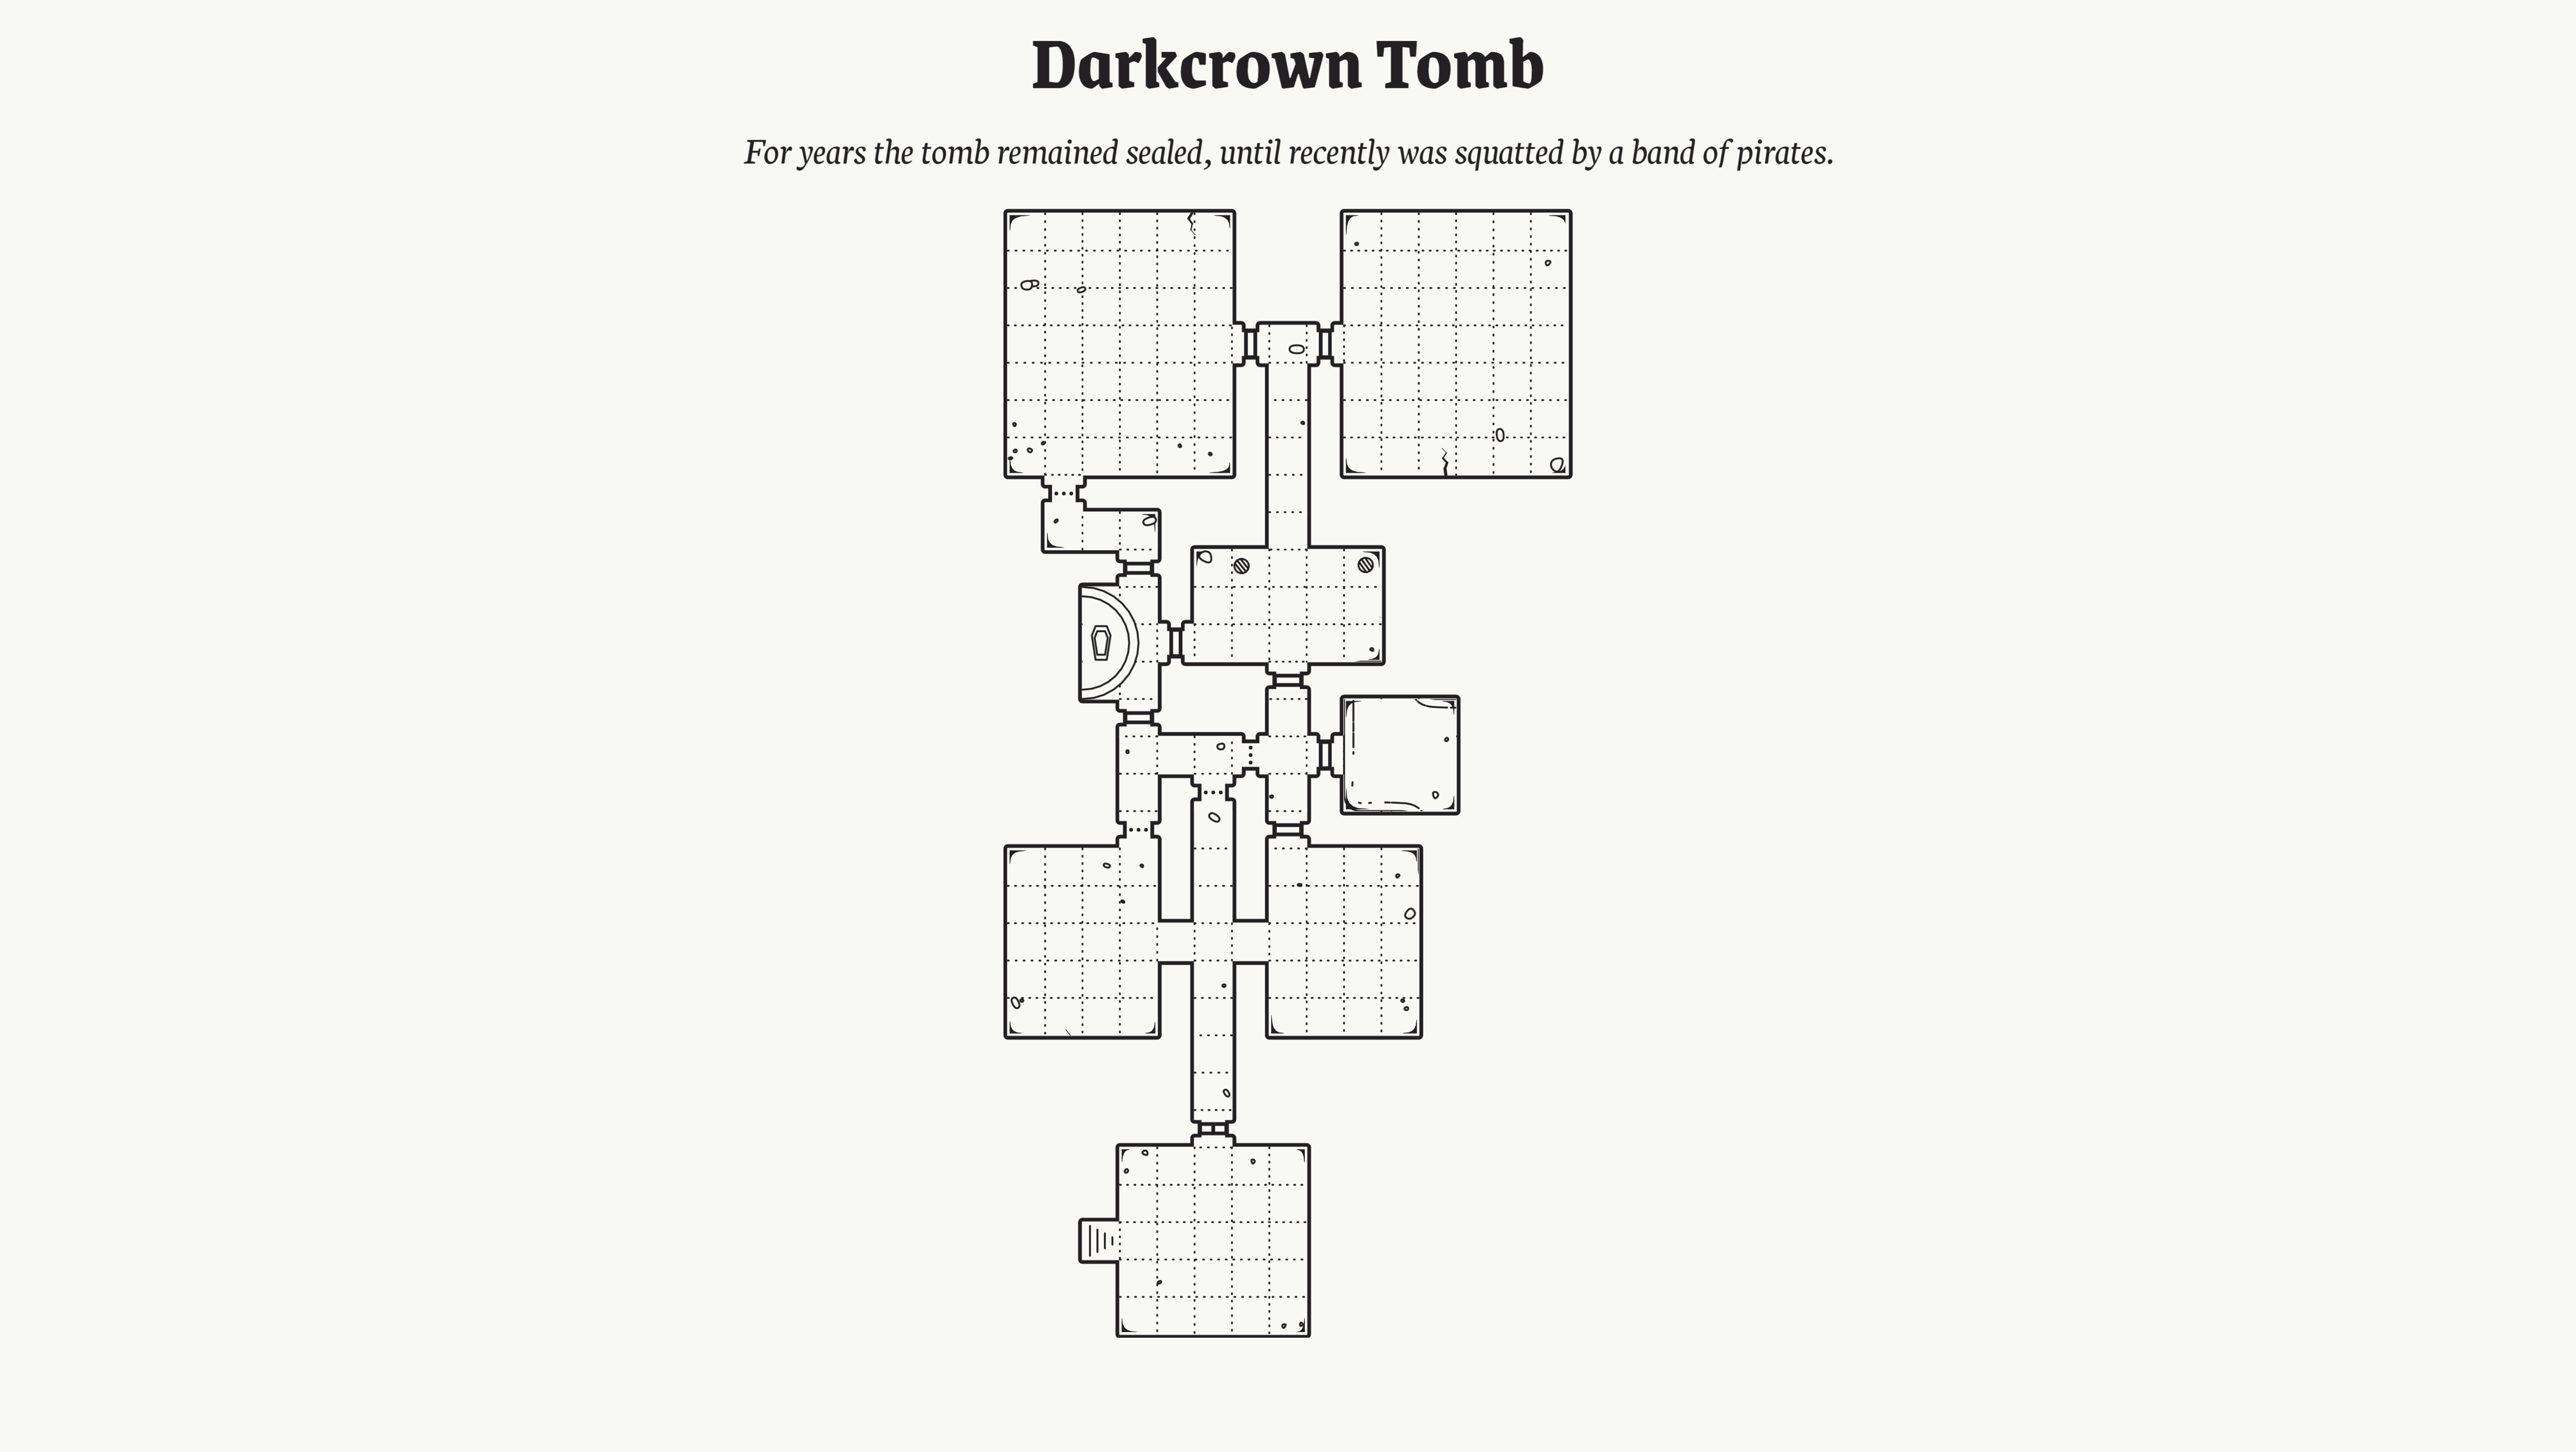 Darkcrown Tomb
For years the tomb remained sealed, until recently was squatted by a band of pirates.